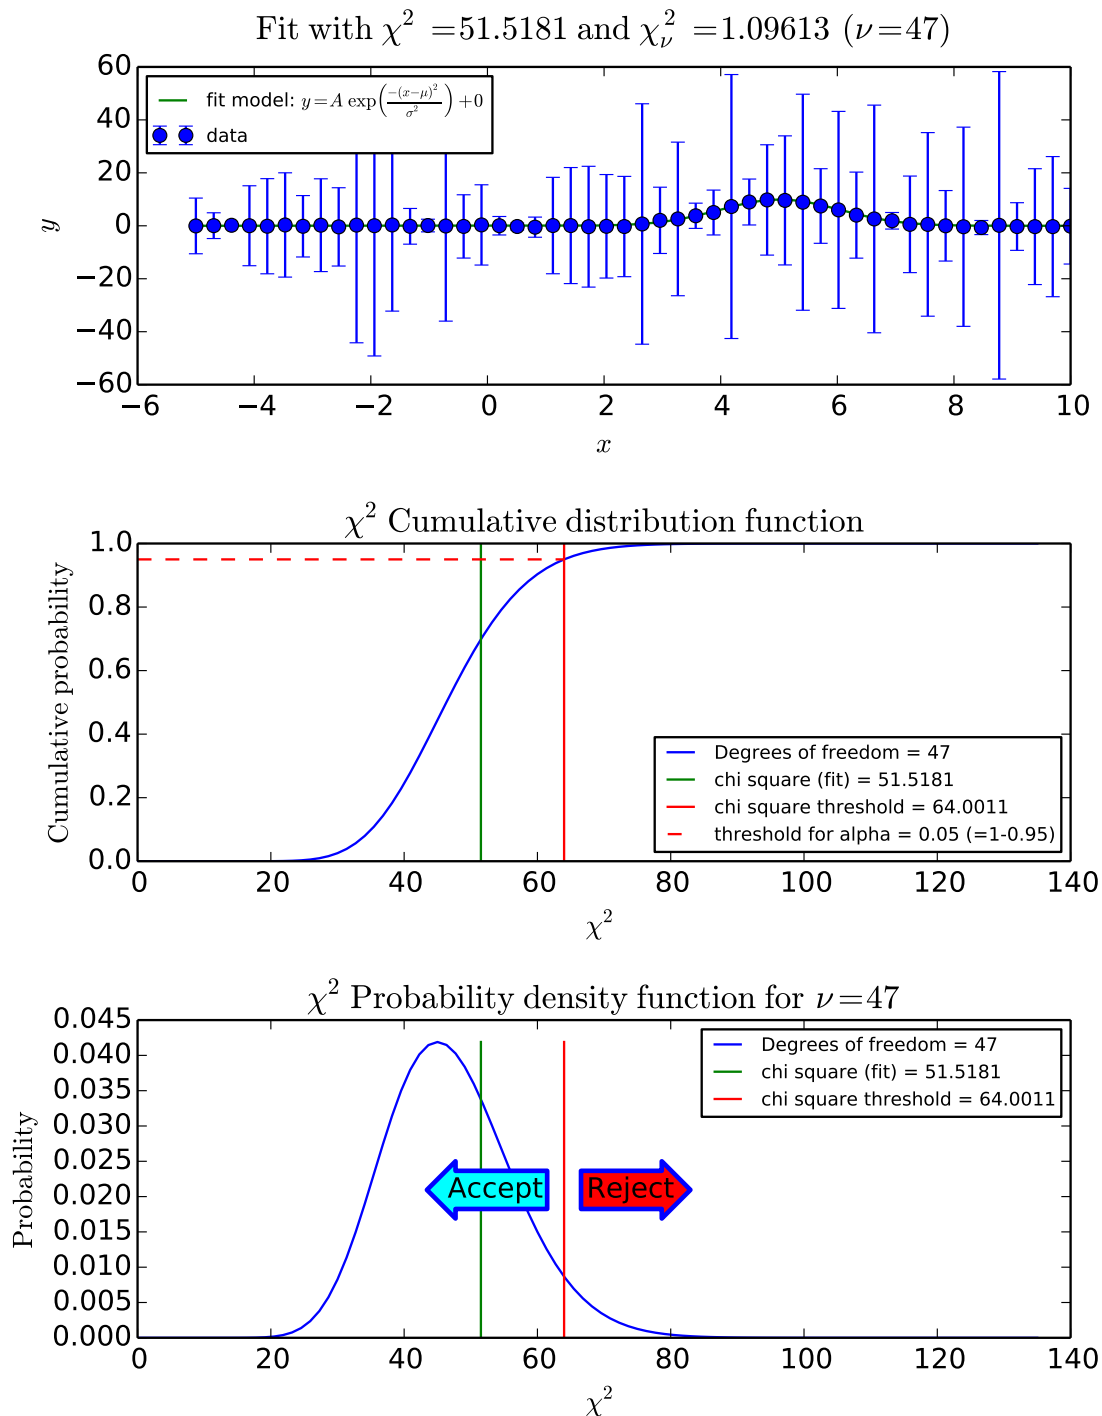 Fit with χ² =51.5181 and χ²_ν =1.09613 (ν=47)
60
40
20
0
−20
−40
−60
y
fit model: y=A exp(−(x−μ)²/σ²)+0
data
−6 −4 −2 0 2 4 6 8 10
x
χ² Cumulative distribution function
1.0
0.8
0.6
0.4
0.2
0.0
Cumulative probability
Degrees of freedom = 47
chi square (fit) = 51.5181
chi square threshold = 64.0011
threshold for alpha = 0.05 (=1-0.95)
0 20 40 60 80 100 120 140
χ²
χ² Probability density function for ν=47
0.045
0.040
0.035
0.030
0.025
0.020
0.015
0.010
0.005
0.000
Probability
Degrees of freedom = 47
chi square (fit) = 51.5181
chi square threshold = 64.0011
Accept Reject
0 20 40 60 80 100 120 140
χ²